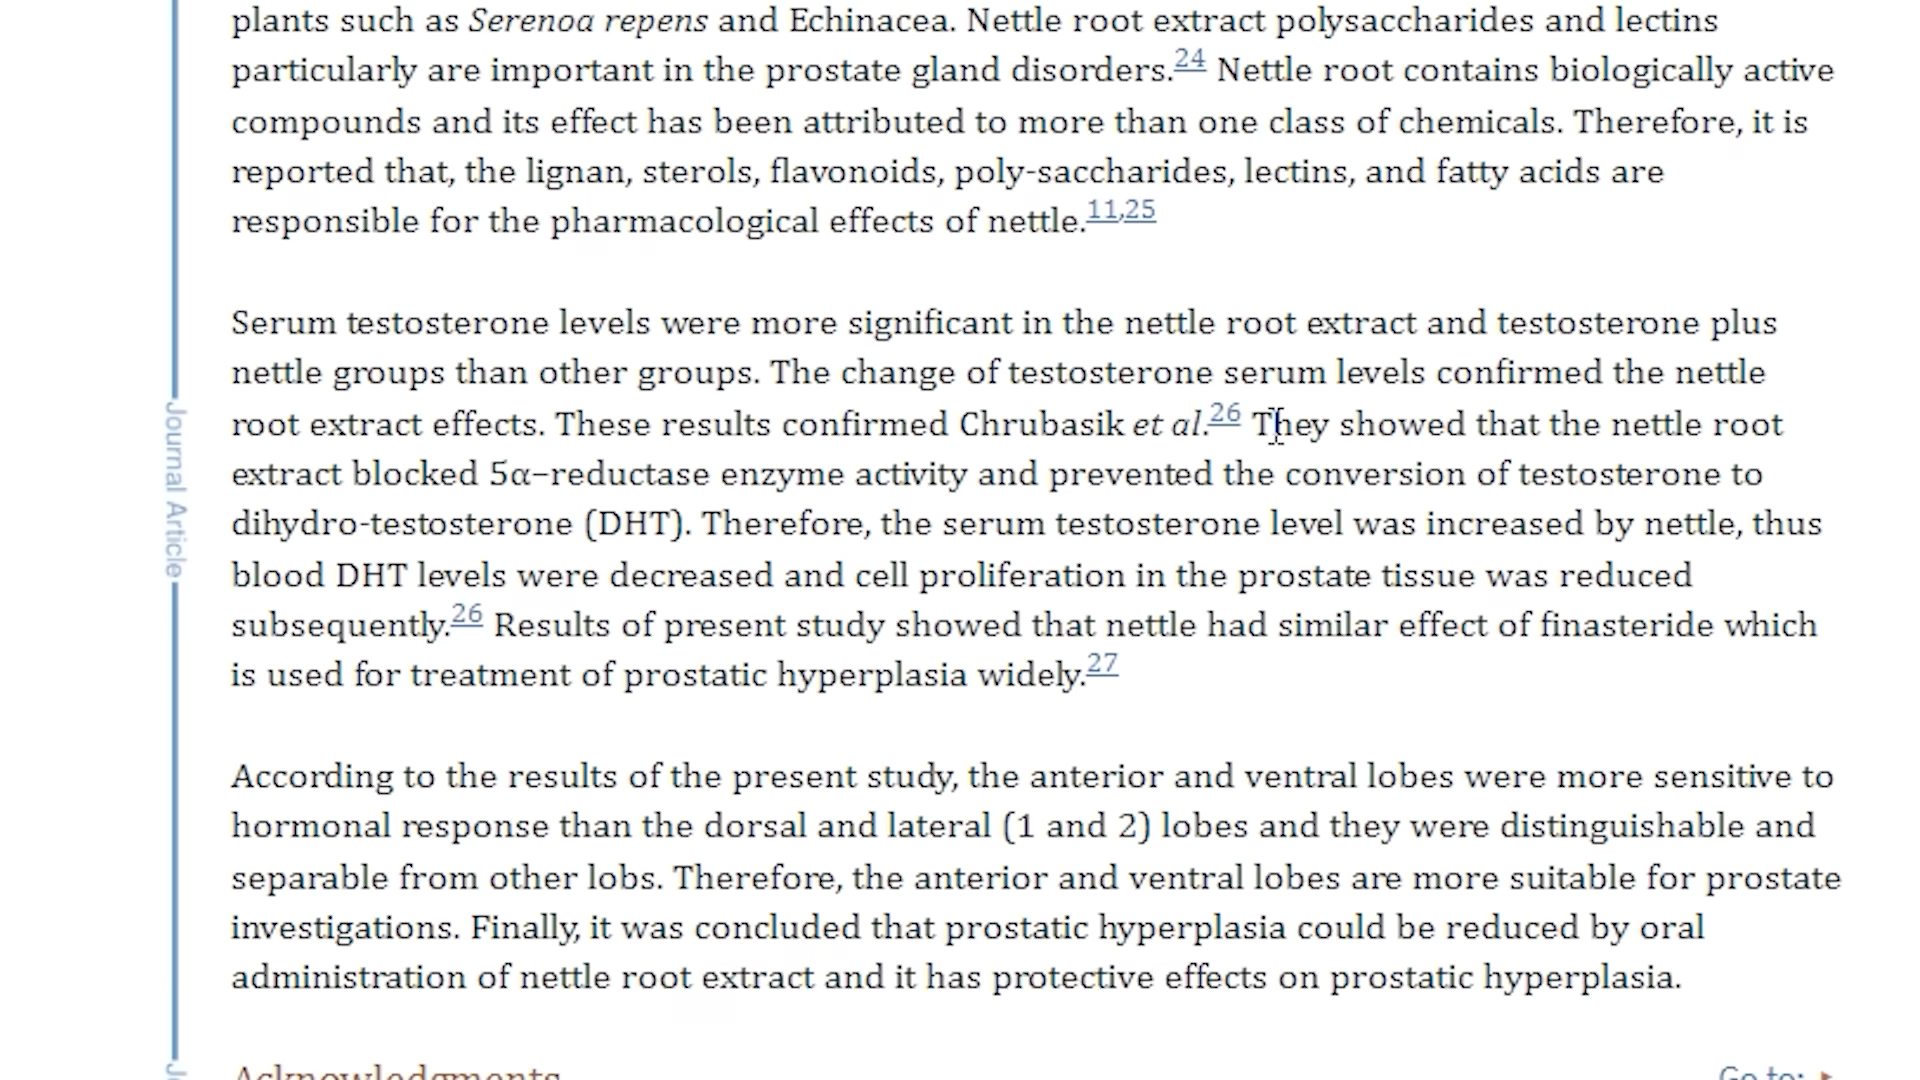 plants such as Serenoa repens and Echinacea. Nettle root extract polysaccharides and lectins
particularly are important in the prostate gland disorders.24 Nettle root contains biologically active
compounds and its effect has been attributed to more than one class of chemicals. Therefore, it is
reported that, the lignan, sterols, flavonoids, poly-saccharides, lectins, and fatty acids are
responsible for the pharmacological effects of nettle.11,25
Serum testosterone levels were more significant in the nettle root extract and testosterone plus
nettle groups than other groups. The change of testosterone serum levels confirmed the nettle
root extract effects. These results confirmed Chrubasik et al.26 They showed that the nettle root
extract blocked 5α–reductase enzyme activity and prevented the conversion of testosterone to
dihydro-testosterone (DHT). Therefore, the serum testosterone level was increased by nettle, thus
blood DHT levels were decreased and cell proliferation in the prostate tissue was reduced
subsequently.26 Results of present study showed that nettle had similar effect of finasteride which
is used for treatment of prostatic hyperplasia widely.27
According to the results of the present study, the anterior and ventral lobes were more sensitive to
hormonal response than the dorsal and lateral (1 and 2) lobes and they were distinguishable and
separable from other lobs. Therefore, the anterior and ventral lobes are more suitable for prostate
investigations. Finally, it was concluded that prostatic hyperplasia could be reduced by oral
administration of nettle root extract and it has protective effects on prostatic hyperplasia.
Journal Article
Acknowledgments
Go to: